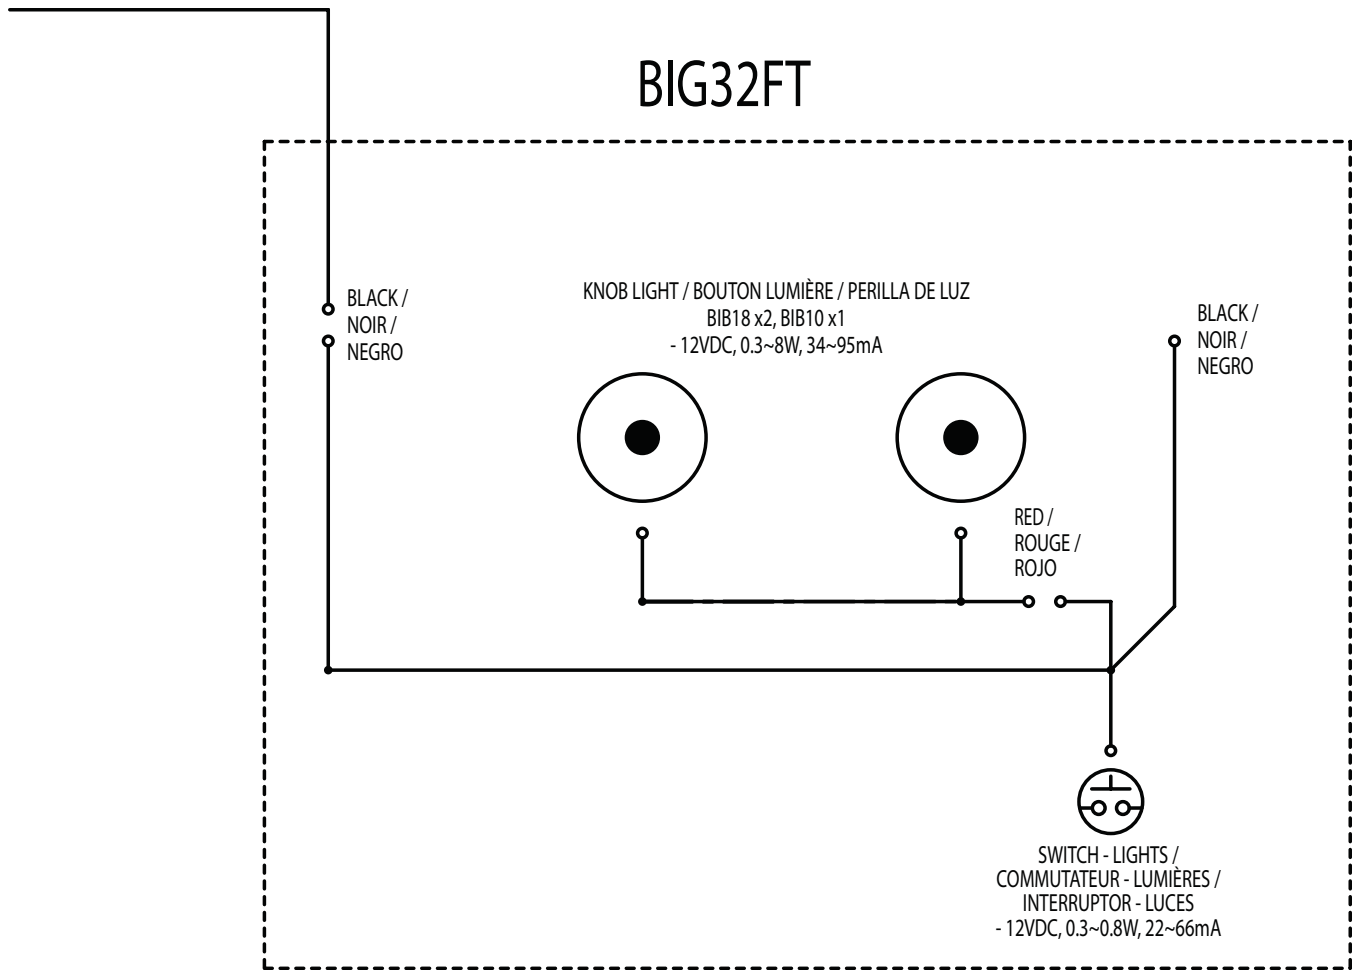 BIG32FT
KNOB LIGHT / BOUTON LUMIÈRE / PERILLA DE LUZ
BIB18 x2, BIB10 x1
- 12VDC, 0.3~8W, 34~95mA
BLACK /
NOIR /
NEGRO
BLACK /
NOIR /
NEGRO
RED /
ROUGE /
ROJO
SWITCH - LIGHTS /
COMMUTATEUR - LUMIÈRES /
INTERRUPTOR - LUCES
- 12VDC, 0.3~0.8W, 22~66mA